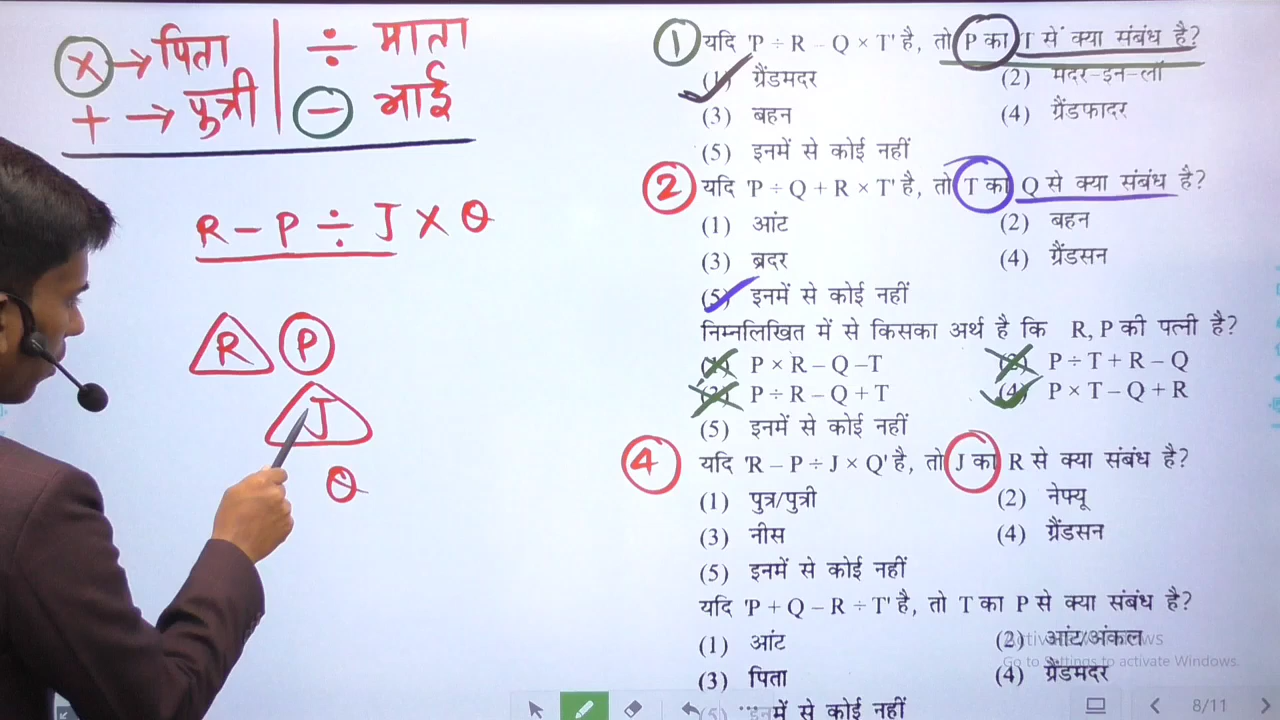 × → पिता
÷ माता
+ → पुत्री
− भाई
R − P ÷ J × Q
R P
J
Q
1 यदि 'P ÷ R − Q × T' है, तो P का T से क्या संबंध है?
(1) ग्रैंडमदर
(2) मदर-इन-लॉ
(3) बहन
(4) ग्रैंडफादर
(5) इनमें से कोई नहीं
2 यदि 'P ÷ Q + R × T' है, तो T का Q से क्या संबंध है?
(1) आंट
(2) बहन
(3) ब्रदर
(4) ग्रैंडसन
(5) इनमें से कोई नहीं
निम्नलिखित में से किसका अर्थ है कि R, P की पत्नी है?
(1) P × R − Q −T
(2) P ÷ T + R − Q
P ÷ R − Q + T
(4) P × T − Q + R
(5) इनमें से कोई नहीं
4 यदि 'R − P ÷ J × Q' है, तो J का R से क्या संबंध है?
(1) पुत्र/पुत्री
(2) नेफ्यू
(3) नीस
(4) ग्रैंडसन
(5) इनमें से कोई नहीं
यदि 'P + Q − R ÷ T' है, तो T का P से क्या संबंध है?
(1) आंट
(2) आंट/अंकल
(3) पिता
(4) ग्रैंडमदर
(5) इनमें से कोई नहीं
Activate Windows
Go to Settings to activate Windows.
8/11